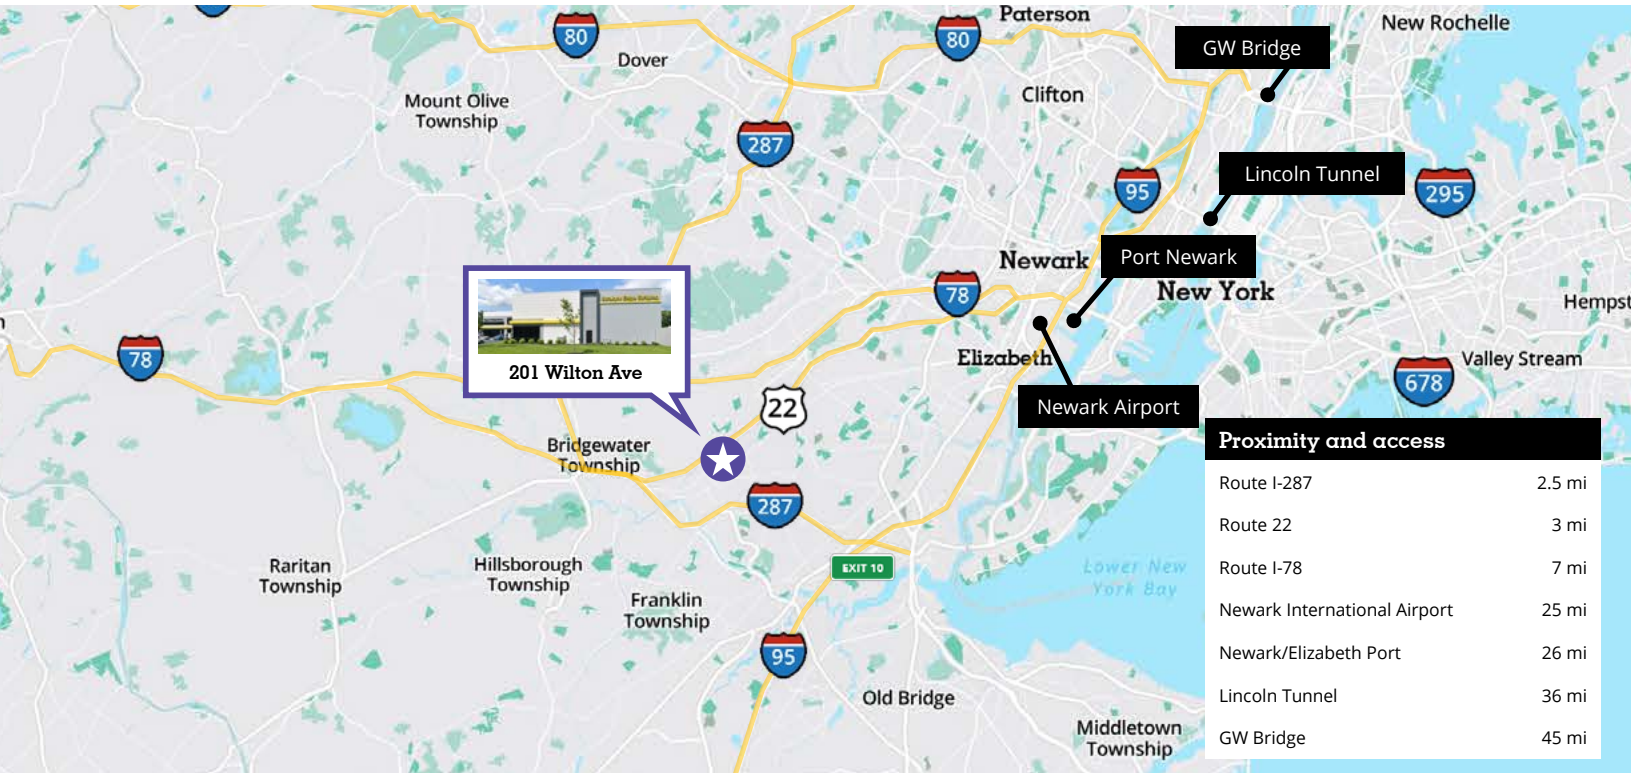 80
Dover
Mount Olive
Township
287
Paterson
80
Clifton
GW Bridge
New Rochelle
95
Lincoln Tunnel
295
Newark
Port Newark
78
New York
Hempst
Elizabeth
Newark Airport
678
Valley Stream
78
201 Wilton Ave
22
Bridgewater
Township
287
EXIT 10
Raritan
Township
Hillsborough
Township
Franklin
Township
95
Old Bridge
Middletown
Township
Lower New
York Bay
Proximity and access
Route I-287 2.5 mi
Route 22 3 mi
Route I-78 7 mi
Newark International Airport 25 mi
Newark/Elizabeth Port 26 mi
Lincoln Tunnel 36 mi
GW Bridge 45 mi